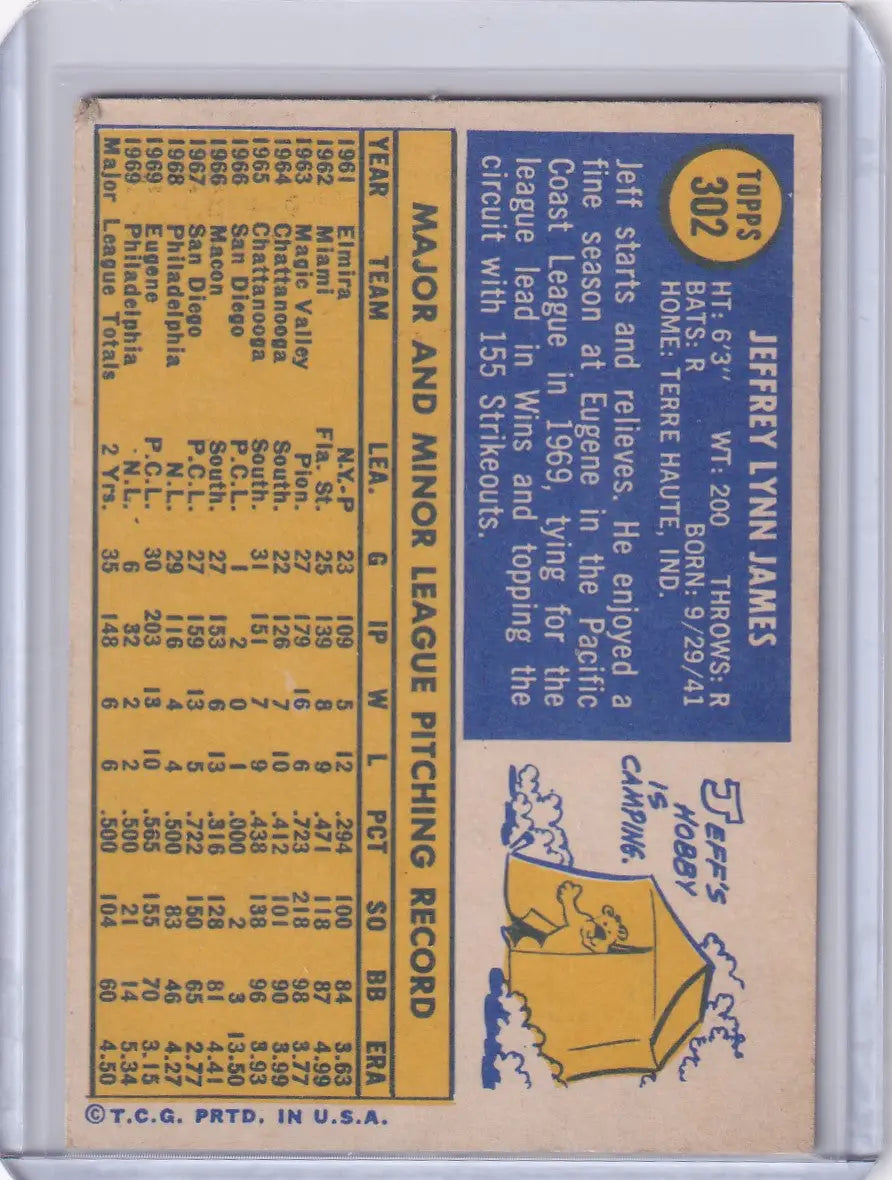 TOPPS
302
JEFFREY LYNN JAMES
HT: 6'3" WT: 200 THROWS: R
BATS: R BORN: 9/29/41
HOME: TERRE HAUTE, IND.
Jeff starts and relieves. He enjoyed a
fine season at Eugene in the Pacific
Coast League in 1969, tying for the
league lead in Wins and topping the
circuit with 155 Strikeouts.
JEFF'S
HOBBY
IS
CAMPING.
MAJOR AND MINOR LEAGUE PITCHING RECORD
YEAR TEAM LEA. G IP W L PCT SO BB ERA
1961 Elmira N.Y.-P 23 109 5 12 .294 100 84 3.63
1962 Miami Fla. St. 25 139 8 9 .471 118 87 4.99
1963 Magic Valley Pion. 27 179 16 6 .723 218 98 3.77
1964 Chattanooga South. 22 126 7 10 .412 101 90 3.99
1965 Chattanooga South. 31 151 7 9 .438 138 96 3.93
1966 San Diego P.C.L. 1 2 0 1 .000 2 3 13.50
1966 Macon South. 27 153 6 13 .316 128 81 4.41
1967 San Diego P.C.L. 27 159 13 5 .722 150 65 2.77
1968 Philadelphia N.L. 29 116 4 4 .500 83 46 4.27
1969 Eugene P.C.L. 30 203 13 10 .565 155 70 3.15
1969 Philadelphia N.L. 6 32 2 2 .500 21 14 5.34
Major League Totals 2 Yrs. 35 148 6 6 .500 104 60 4.50
© T.C.G. PRTD. IN U.S.A.